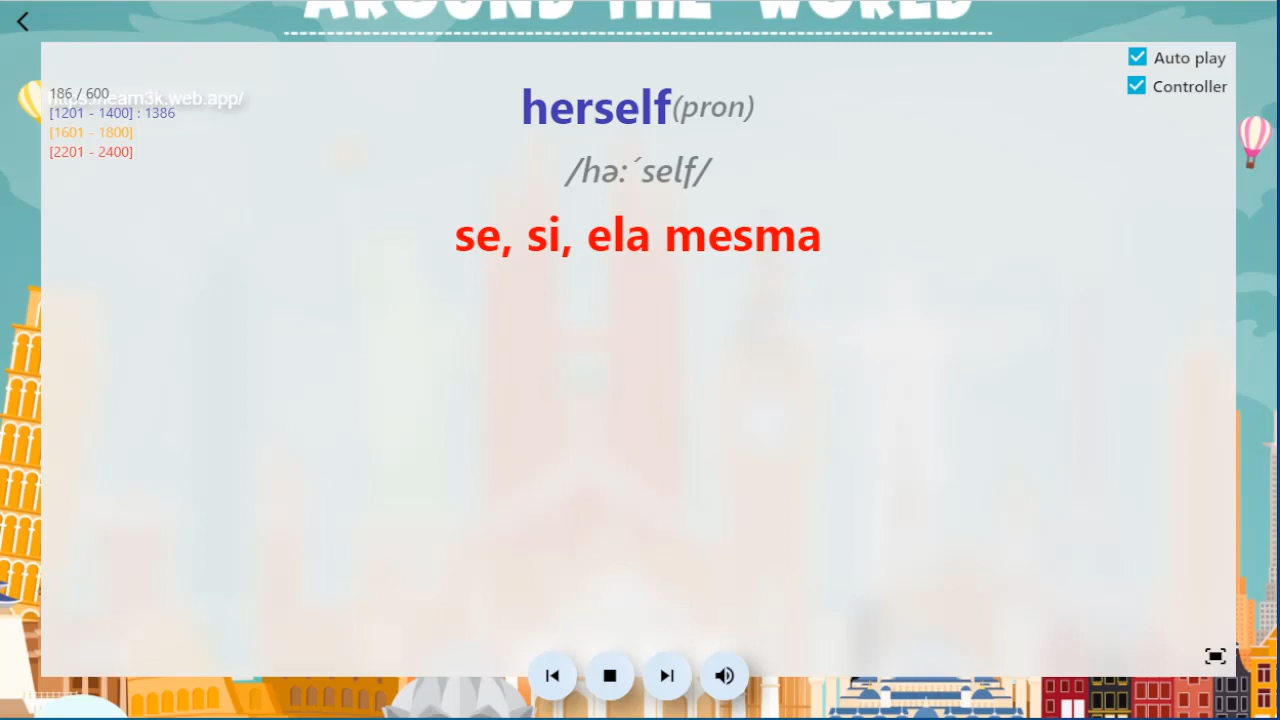 AROUND THE WORLD
Auto play
Controller
186 / 600
https://learn3k.web.app/
[1201 - 1400] : 1386
[1601 - 1800]
[2201 - 2400]
herself(pron)
/hə:´self/
se, si, ela mesma